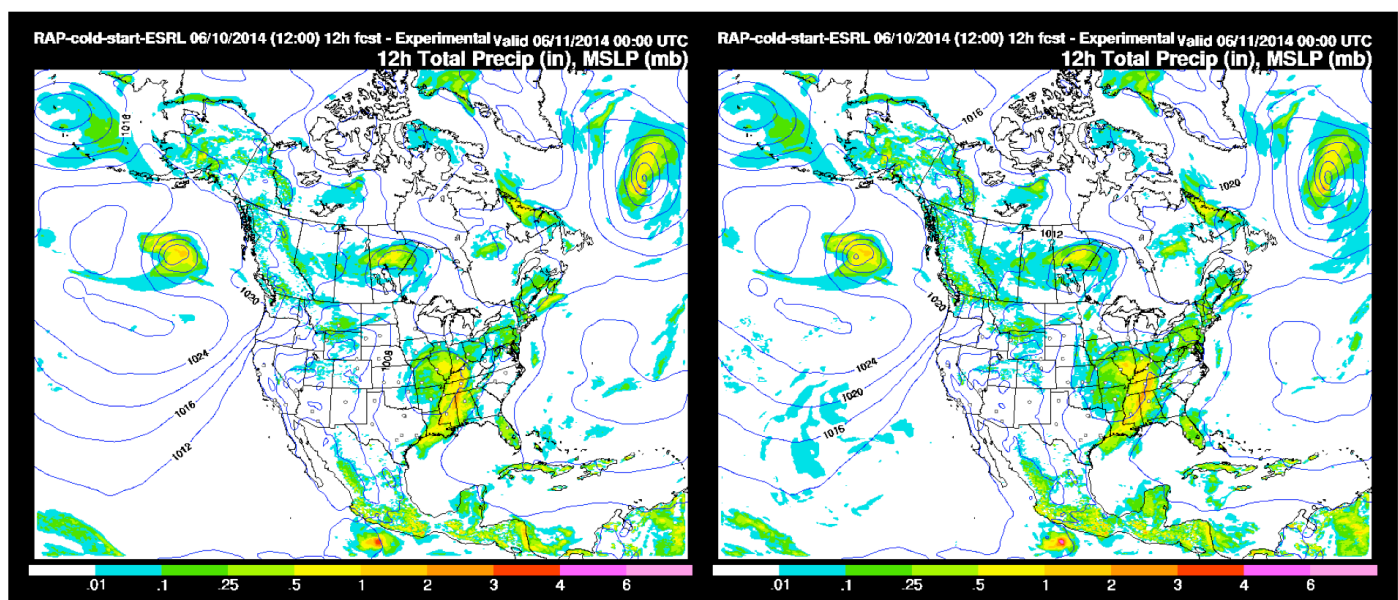 RAP-cold-start-ESRL 06/10/2014 (12:00) 12h fcst - Experimental Valid 06/11/2014 00:00 UTC
12h Total Precip (in), MSLP (mb)
1016
1020
1024
1016
1012
1008
.01 .1 .25 .5 1 2 3 4 6
RAP-cold-start-ESRL 06/10/2014 (12:00) 12h fcst - Experimental Valid 06/11/2014 00:00 UTC
12h Total Precip (in), MSLP (mb)
1016
1020
1012
1020
1024
1020
1016
.01 .1 .25 .5 1 2 3 4 6